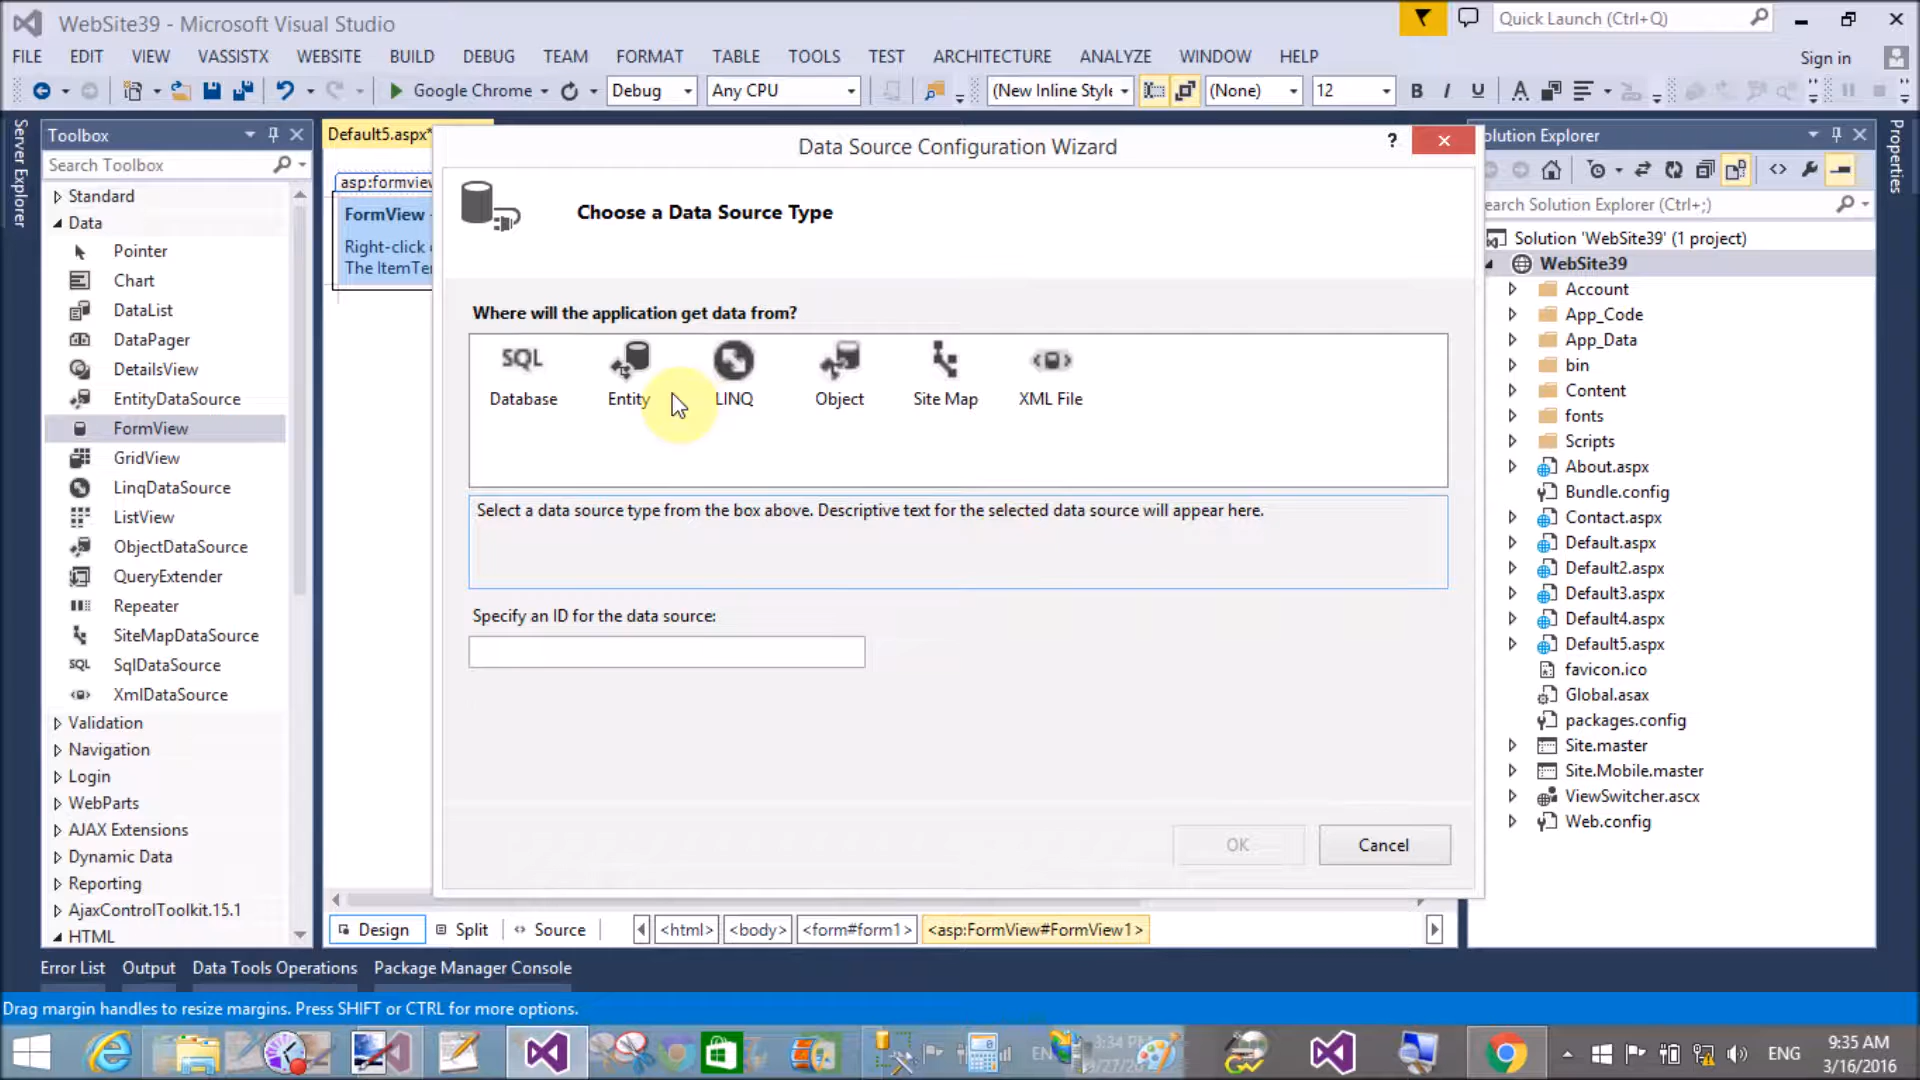 WebSite39 - Microsoft Visual Studio
Quick Launch (Ctrl+Q)
FILE EDIT VIEW VASSISTX WEBSITE BUILD DEBUG TEAM FORMAT TABLE TOOLS TEST ARCHITECTURE ANALYZE WINDOW HELP
Sign in
Google Chrome Debug Any CPU (New Inline Style (None) 12 B I U A
Server Explorer
Toolbox
Search Toolbox
Standard
Data
Pointer
Chart
DataList
DataPager
DetailsView
EntityDataSource
FormView
GridView
LinqDataSource
ListView
ObjectDataSource
QueryExtender
Repeater
SiteMapDataSource
SQL SqlDataSource
XmlDataSource
Validation
Navigation
Login
WebParts
AJAX Extensions
Dynamic Data
Reporting
AjaxControlToolkit.15.1
HTML
Default5.aspx*
asp:formview
FormView -
Right-click
The ItemTe
Data Source Configuration Wizard
?
Choose a Data Source Type
Where will the application get data from?
SQL
Database Entity LINQ Object Site Map XML File
Select a data source type from the box above. Descriptive text for the selected data source will appear here.
Specify an ID for the data source:
OK Cancel
Design Split Source <html> <body> <form#form1> <asp:FormView#FormView1>
olution Explorer
earch Solution Explorer (Ctrl+;)
Solution 'WebSite39' (1 project)
WebSite39
Account
App_Code
App_Data
bin
Content
fonts
Scripts
About.aspx
Bundle.config
Contact.aspx
Default.aspx
Default2.aspx
Default3.aspx
Default4.aspx
Default5.aspx
favicon.ico
Global.asax
packages.config
Site.master
Site.Mobile.master
ViewSwitcher.ascx
Web.config
Properties
Error List Output Data Tools Operations Package Manager Console
Drag margin handles to resize margins. Press SHIFT or CTRL for more options.
EN
3:34 PM
ENG
9:35 AM
3/16/2016